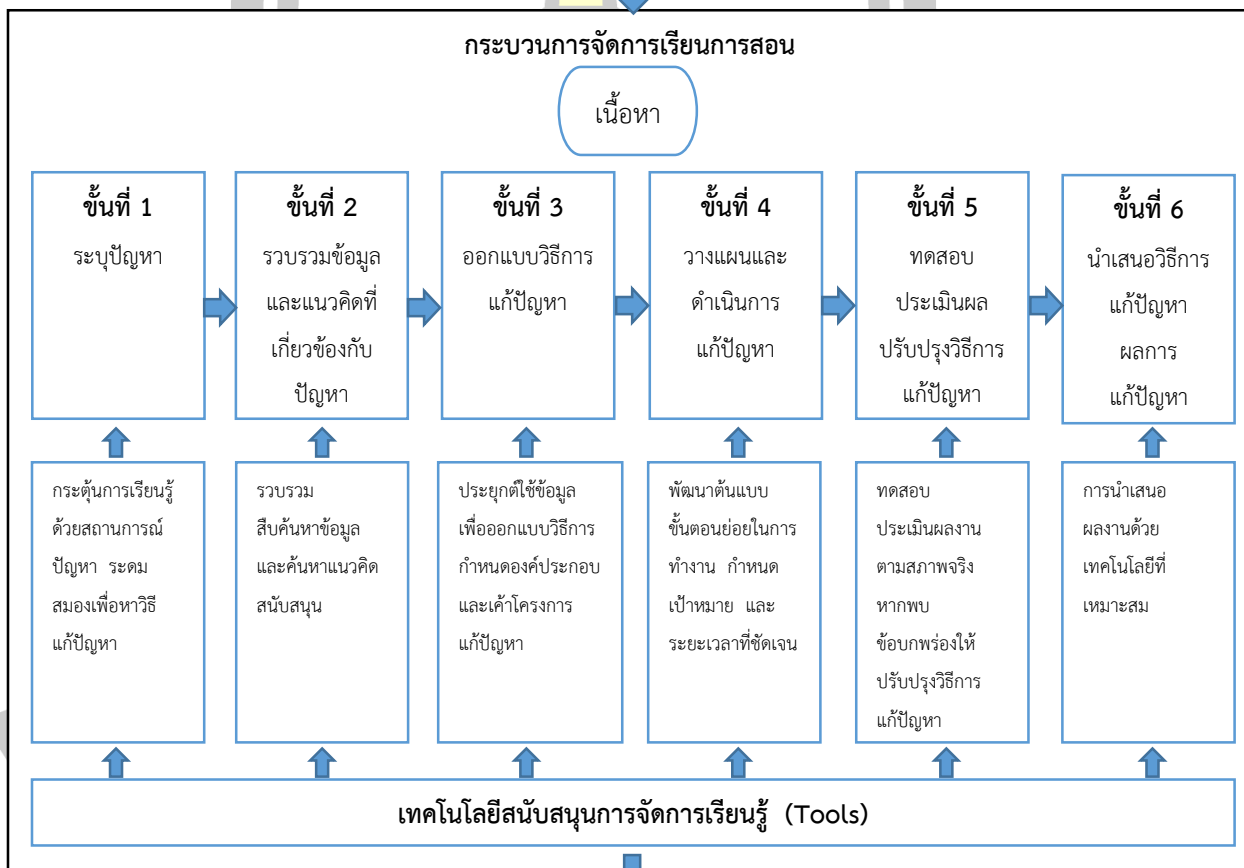 กระบวนการจัดการเรียนการสอน
เนื้อหา
ขั้นที่ 1
ระบุปัญหา
ขั้นที่ 2
รวบรวมข้อมูล
และแนวคิดที่
เกี่ยวข้องกับ
ปัญหา
ขั้นที่ 3
ออกแบบวิธีการ
แก้ปัญหา
ขั้นที่ 4
วางแผนและ
ดำเนินการ
แก้ปัญหา
ขั้นที่ 5
ทดสอบ
ประเมินผล
ปรับปรุงวิธีการ
แก้ปัญหา
ขั้นที่ 6
นำเสนอวิธีการ
แก้ปัญหา
ผลการ
แก้ปัญหา
กระตุ้นการเรียนรู้
ด้วยสถานการณ์
ปัญหา ระดม
สมองเพื่อหาวิธี
แก้ปัญหา
รวบรวม
สืบค้นหาข้อมูล
และค้นหาแนวคิด
สนับสนุน
ประยุกต์ใช้ข้อมูล
เพื่อออกแบบวิธีการ
กำหนดองค์ประกอบ
และเค้าโครงการ
แก้ปัญหา
พัฒนาต้นแบบ
ขั้นตอนย่อยในการ
ทำงาน กำหนด
เป้าหมาย และ
ระยะเวลาที่ชัดเจน
ทดสอบ
ประเมินผลงาน
ตามสภาพจริง
หากพบ
ข้อบกพร่องให้
ปรับปรุงวิธีการ
แก้ปัญหา
การนำเสนอ
ผลงานด้วย
เทคโนโลยีที่
เหมาะสม
เทคโนโลยีสนับสนุนการจัดการเรียนรู้ (Tools)